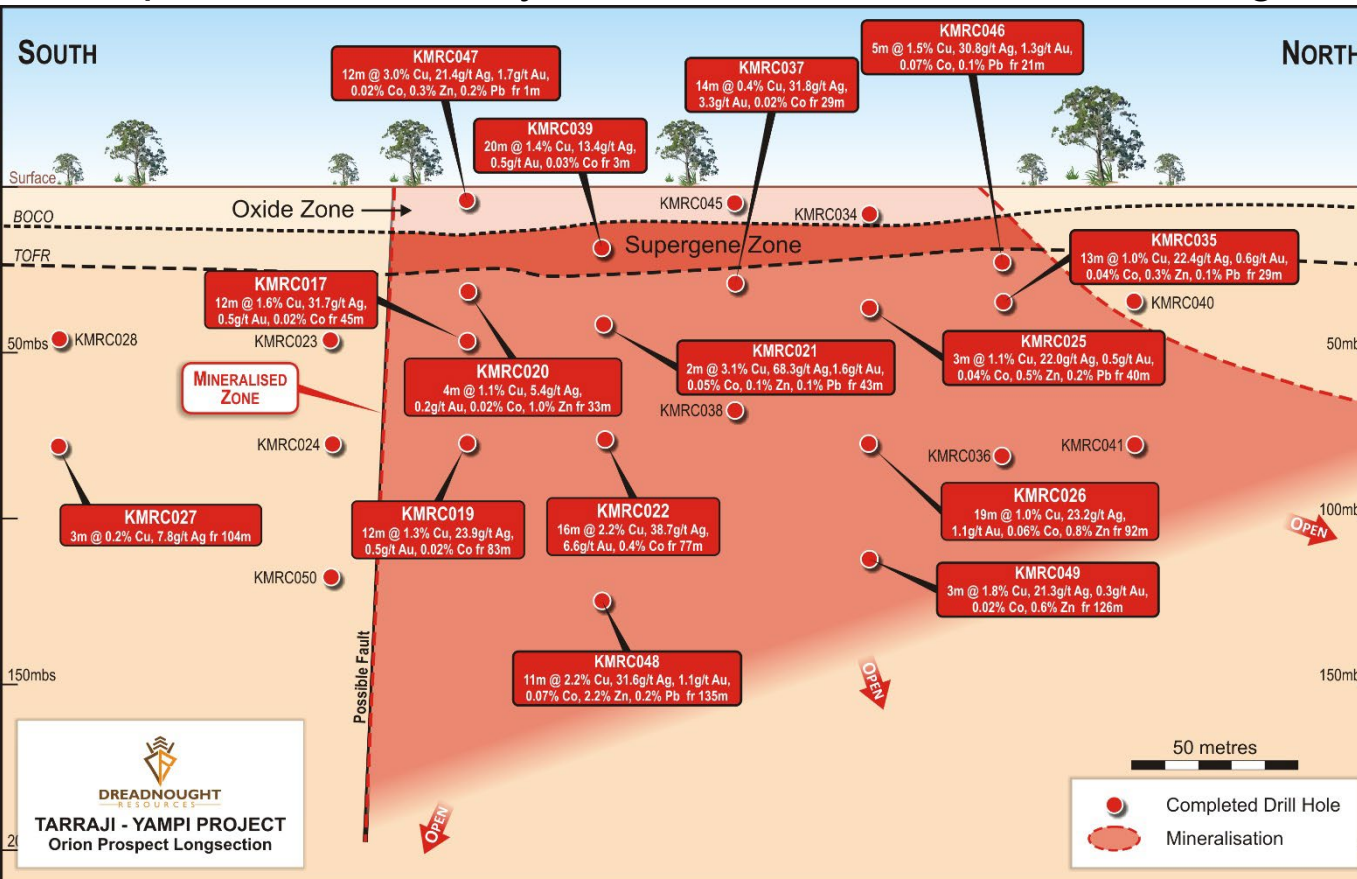 SOUTH
NORTH
KMRC047
12m @ 3.0% Cu, 21.4g/t Ag, 1.7g/t Au,
0.02% Co, 0.3% Zn, 0.2% Pb fr 1m
KMRC037
14m @ 0.4% Cu, 31.8g/t Ag,
3.3g/t Au, 0.02% Co fr 29m
KMRC046
5m @ 1.5% Cu, 30.8g/t Ag, 1.3g/t Au,
0.07% Co, 0.1% Pb fr 21m
KMRC039
20m @ 1.4% Cu, 13.4g/t Ag,
0.5g/t Au, 0.03% Co fr 3m
Surface
BOCO
TOFR
Oxide Zone
KMRC045
KMRC034
Supergene Zone
KMRC035
13m @ 1.0% Cu, 22.4g/t Ag, 0.6g/t Au,
0.04% Co, 0.3% Zn, 0.1% Pb fr 29m
KMRC017
12m @ 1.6% Cu, 31.7g/t Ag,
0.5g/t Au, 0.02% Co fr 45m
KMRC040
50mbs
KMRC028
KMRC023
KMRC021
2m @ 3.1% Cu, 68.3g/t Ag,1.6g/t Au,
0.05% Co, 0.1% Zn, 0.1% Pb fr 43m
KMRC025
3m @ 1.1% Cu, 22.0g/t Ag, 0.5g/t Au,
0.04% Co, 0.5% Zn, 0.2% Pb fr 40m
50m
MINERALISED
ZONE
KMRC020
4m @ 1.1% Cu, 5.4g/t Ag,
0.2g/t Au, 0.02% Co, 1.0% Zn fr 33m
KMRC038
KMRC024
KMRC036
KMRC041
KMRC027
3m @ 0.2% Cu, 7.8g/t Ag fr 104m
KMRC019
12m @ 1.3% Cu, 23.9g/t Ag,
0.5g/t Au, 0.02% Co fr 83m
KMRC022
16m @ 2.2% Cu, 38.7g/t Ag,
6.6g/t Au, 0.4% Co fr 77m
KMRC026
19m @ 1.0% Cu, 23.2g/t Ag,
1.1g/t Au, 0.06% Co, 0.8% Zn fr 92m
100m
OPEN
KMRC050
KMRC049
3m @ 1.8% Cu, 21.3g/t Ag, 0.3g/t Au,
0.02% Co, 0.6% Zn fr 126m
KMRC048
11m @ 2.2% Cu, 31.6g/t Ag, 1.1g/t Au,
0.07% Co, 2.2% Zn, 0.2% Pb fr 135m
OPEN
150mbs
150m
Possible Fault
OPEN
DREADNOUGHT
RESOURCES
TARRAJI - YAMPI PROJECT
Orion Prospect Longsection
50 metres
Completed Drill Hole
Mineralisation